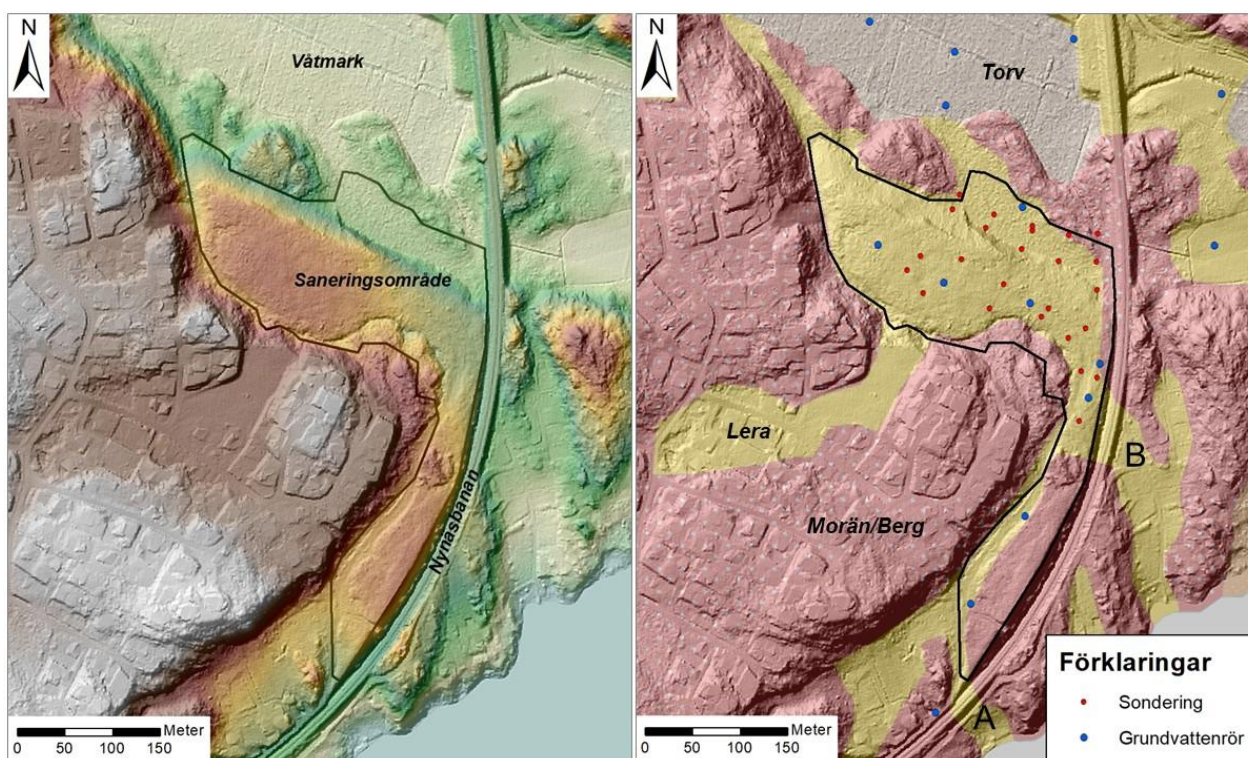 N
Våtmark
Saneringsområde
Nynäsbanan
Meter
0 50 100 150
N
Torv
Lera
Morän/Berg
B
A
Meter
0 50 100 150
Förklaringar
Sondering
Grundvattenrör